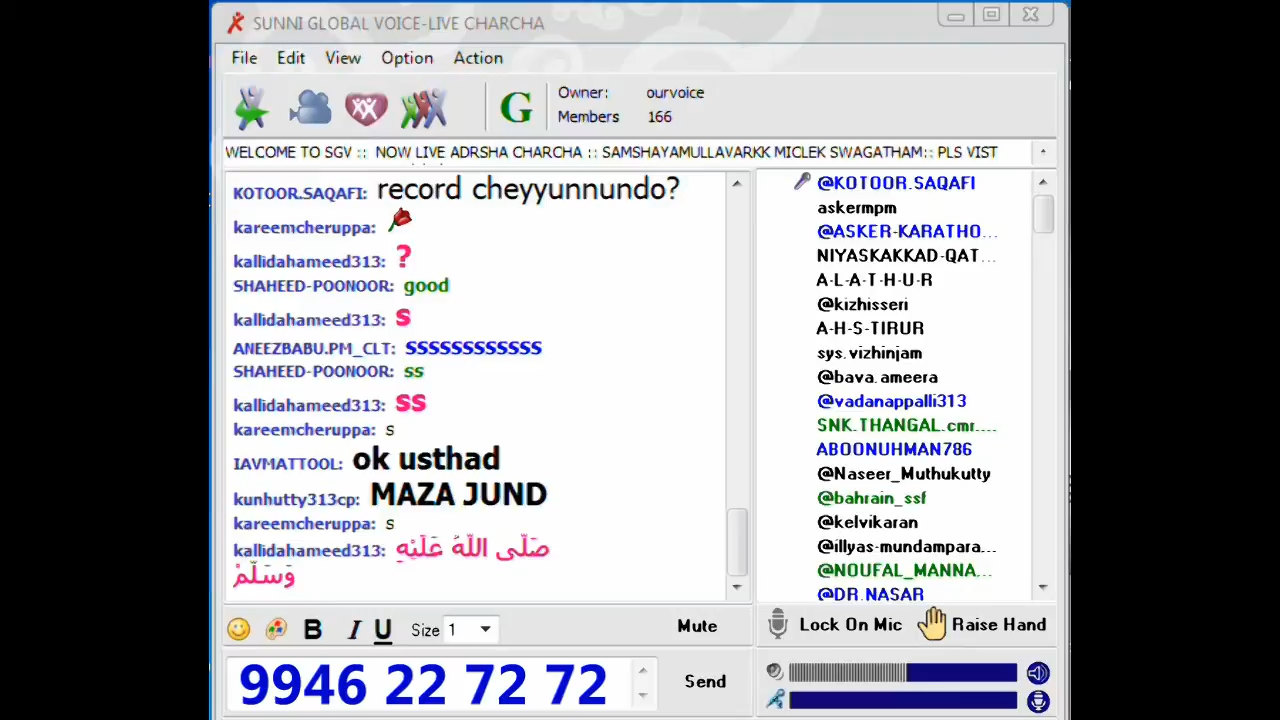 SUNNI GLOBAL VOICE-LIVE CHARCHA
File Edit View Option Action
G
Owner: ourvoice
Members 166
WELCOME TO SGV :: NOW LIVE ADRSHA CHARCHA :: SAMSHAYAMULLAVARKK MICLEK SWAGATHAM:: PLS VIST
KOTOOR.SAQAFI: record cheyyunnundo?
kareemcheruppa:
kallidahameed313: ?
SHAHEED-POONOOR: good
kallidahameed313: s
ANEEZBABU.PM_CLT: SSSSSSSSSSSS
SHAHEED-POONOOR: ss
kallidahameed313: SS
kareemcheruppa: s
IAVMATTOOL: ok usthad
kunhutty313cp: MAZA JUND
kareemcheruppa: s
kallidahameed313: صَلَّى اللَّهُ عَلَيْهِ
وَسَلَّمْ
@KOTOOR.SAQAFI
askermpm
@ASKER-KARATHO...
NIYASKAKKAD-QAT...
A-L-A-T-H-U-R
@kizhisseri
A-H-S-TIRUR
sys.vizhinjam
@bava.ameera
@vadanappalli313
SNK.THANGAL.cmr....
ABOONUHMAN786
@Naseer_Muthukutty
@bahrain_ssf
@kelvikaran
@illyas-mundampara...
@NOUFAL_MANNA...
@DR.NASAR
B I U Size 1 Mute
Lock On Mic Raise Hand
9946 22 72 72 Send